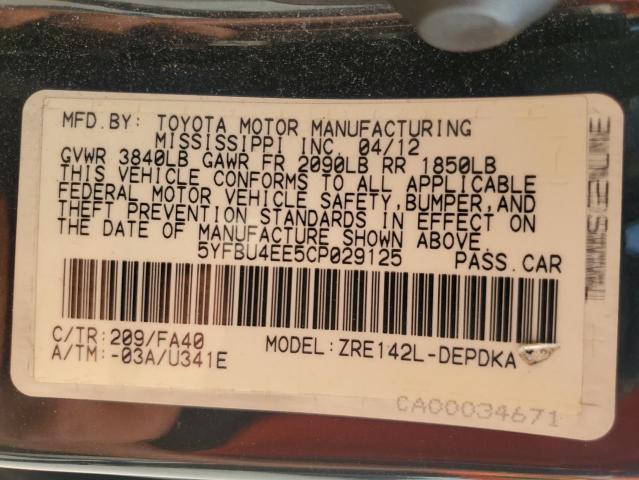 MFD.BY: TOYOTA MOTOR MANUFACTURING
MISSISSIPPI INC. 04/12
GVWR 3840LB GAWR FR 2090LB RR 1850LB
THIS VEHICLE CONFORMS TO ALL APPLICABLE
FEDERAL MOTOR VEHICLE SAFETY,BUMPER,AND
THEFT PREVENTION STANDARDS IN EFFECT ON
THE DATE OF MANUFACTURE SHOWN ABOVE.
5YFBU4EE5CP029125 PASS.CAR
C/TR:209/FA40 MODEL:ZRE142L-DEPDKA
A/TM:-03A/U341E
CA00034671